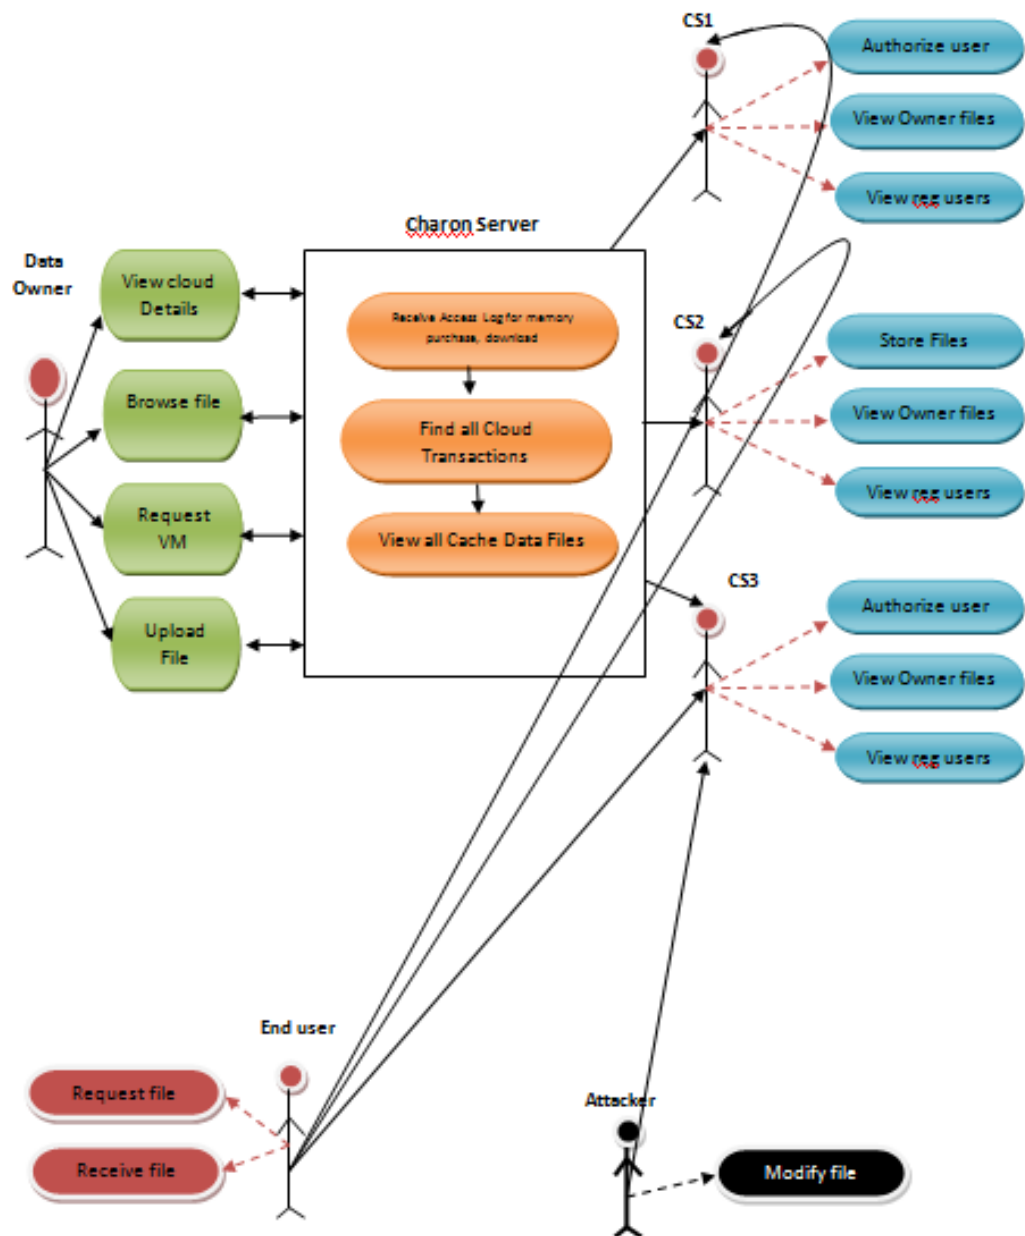 CS1
Authorize user
View Owner files
View reg users
Charon Server
Data
Owner
View cloud
Details
Receive Access Log for memory
purchase, download
CS2
Store Files
Browse file
Find all Cloud
Transactions
View Owner files
View reg users
Request
VM
View all Cache Data Files
CS3
Authorize user
Upload
File
View Owner files
View reg users
End user
Request file
Receive file
Attacker
Modify file